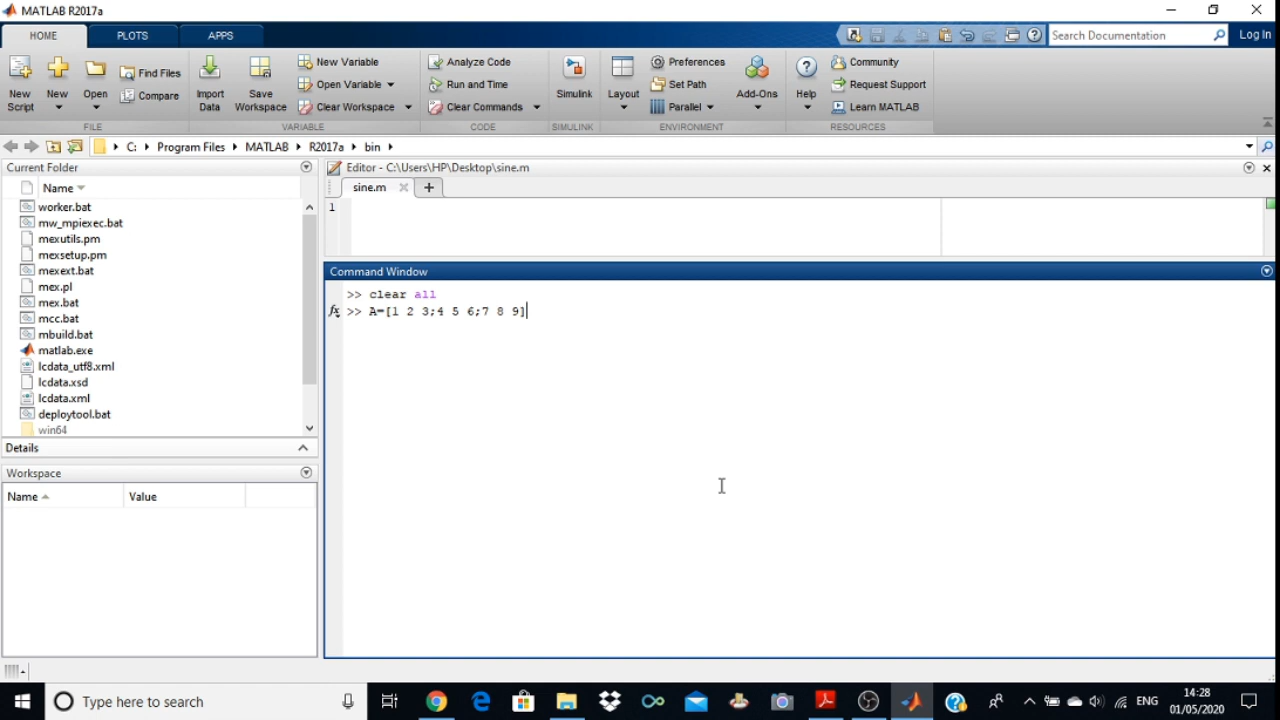 MATLAB R2017a
HOME
PLOTS
APPS
Search Documentation
Log In
New Script
New
Open
Find Files
Compare
Import Data
Save Workspace
New Variable
Open Variable
Clear Workspace
Analyze Code
Run and Time
Clear Commands
Simulink
Layout
Preferences
Set Path
Parallel
Add-Ons
Help
Community
Request Support
Learn MATLAB
FILE
VARIABLE
CODE
SIMULINK
ENVIRONMENT
RESOURCES
C:
Program Files
MATLAB
R2017a
bin
Current Folder
Name
worker.bat
mw_mpiexec.bat
mexutils.pm
mexsetup.pm
mexext.bat
mex.pl
mex.bat
mcc.bat
mbuild.bat
matlab.exe
lcdata_utf8.xml
lcdata.xsd
lcdata.xml
deploytool.bat
win64
Details
Workspace
Name
Value
Editor - C:\Users\HP\Desktop\sine.m
sine.m
1
Command Window
>> clear all
fx >> A=[1 2 3;4 5 6;7 8 9]
Type here to search
ENG
14:28
01/05/2020